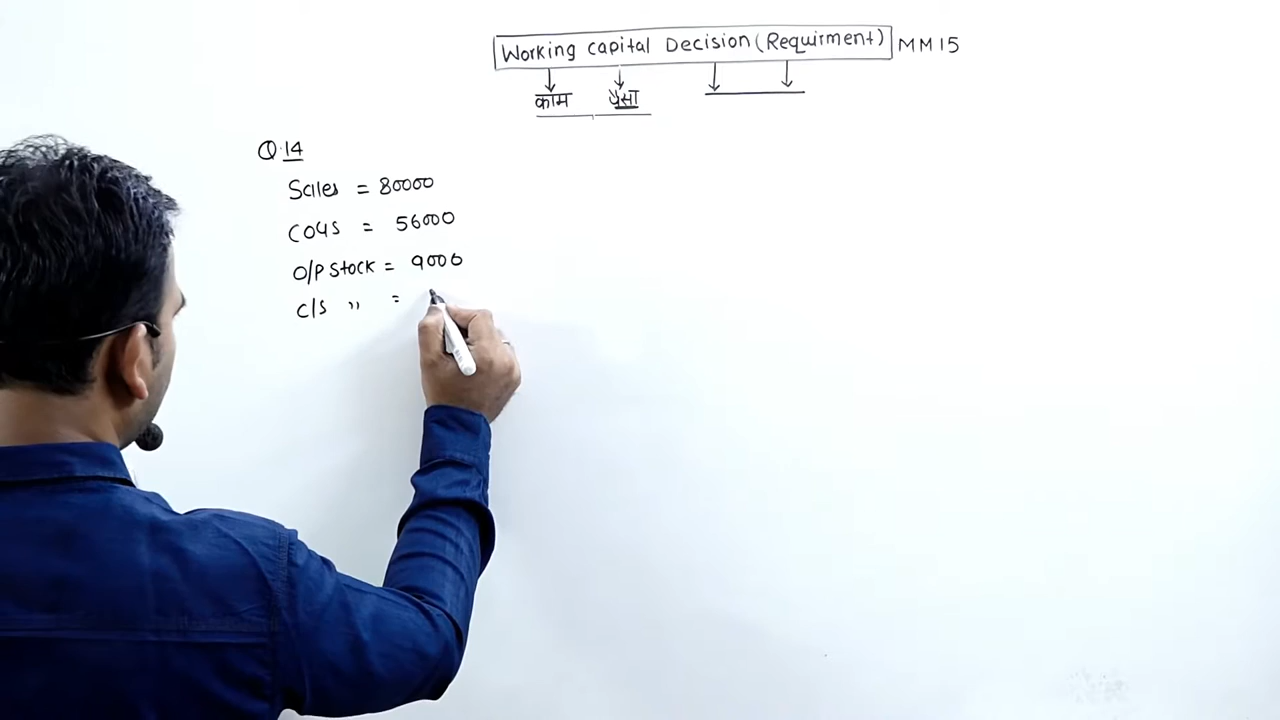 Working capital Decision (Requirment) MM15
काम पैसा
Q.14
Sales = 80000
COGS = 56000
O/P Stock = 9000
C/S ,, =